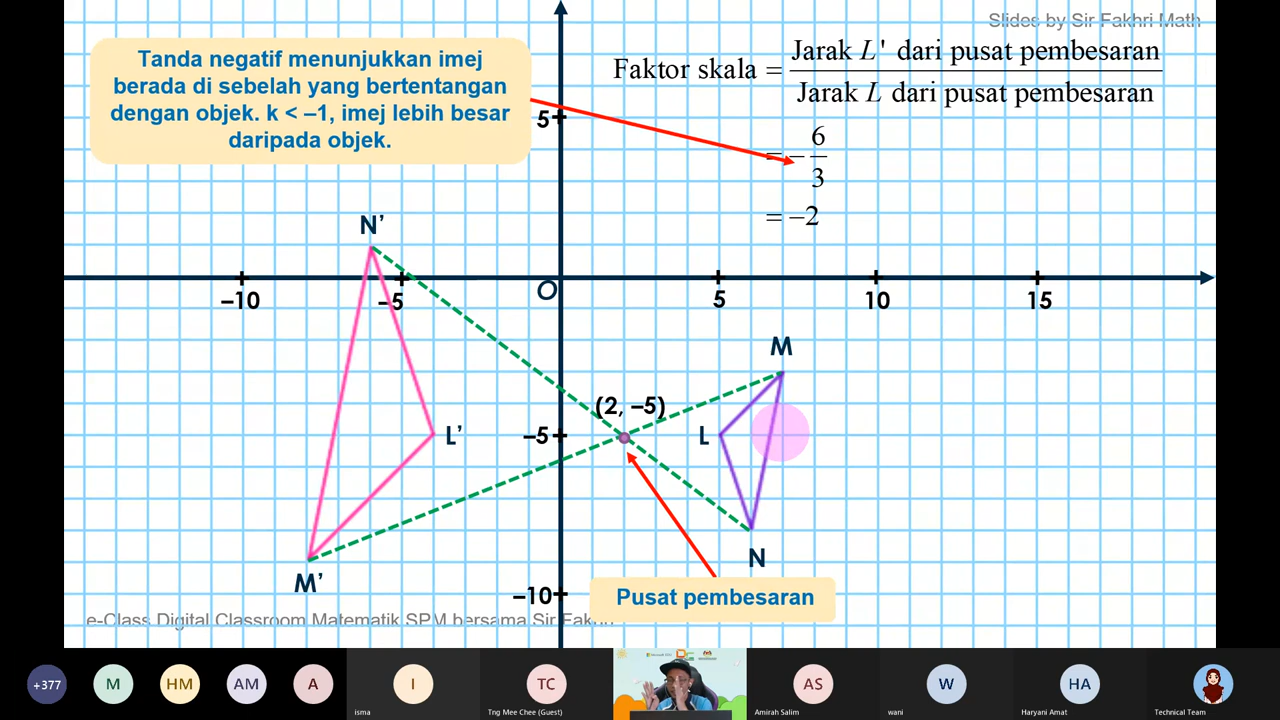 Slides by Sir Fakhri Math
Tanda negatif menunjukkan imej
berada di sebelah yang bertentangan
dengan objek. k < –1, imej lebih besar
daripada objek.
Faktor skala = Jarak L' dari pusat pembesaran
Jarak L dari pusat pembesaran
= – 6
3
= –2
5
N’
–10
–5
O
5
10
15
M
(2, –5)
L’
–5
L
N
M’
–10
Pusat pembesaran
e-Class Digital Classroom Matematik SPM bersama Sir Fakhri
+377
M
HM
AM
A
I
TC
AS
W
HA
isma
Tng Mee Chee (Guest)
Amirah Salim
wani
Haryani Amat
Technical Team